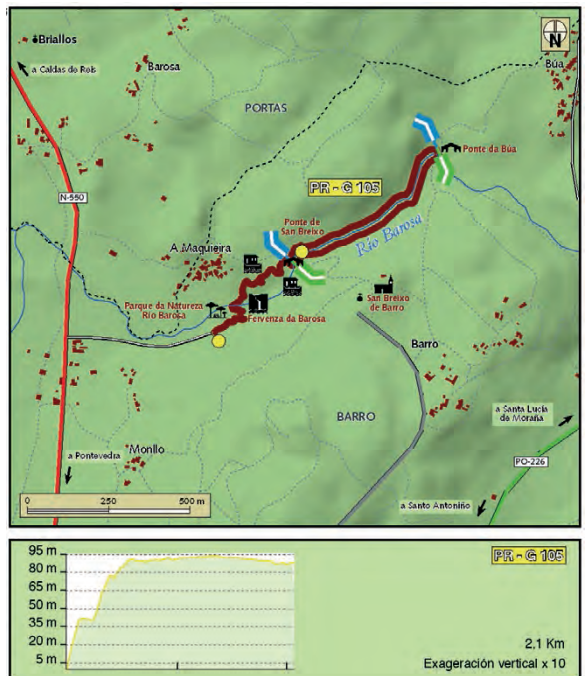 Briallos
a Caldas de Reis
Barosa
N
Búa
PORTAS
Ponte da Búa
PR - G 105
N-550
Ponte de
San Breixo
Río Barosa
A Maquieira
Parque da Natureza
Río Barosa
Fervenza da Barosa
San Breixo
de Barro
Barro
BARRO
a Santa Lucía
de Moraña
a Pontevedra
Monllo
PO-226
a Santo Antoniño
0 250 500 m
95 m
80 m
65 m
50 m
35 m
20 m
5 m
PR - G 105
2,1 Km
Exageración vertical x 10